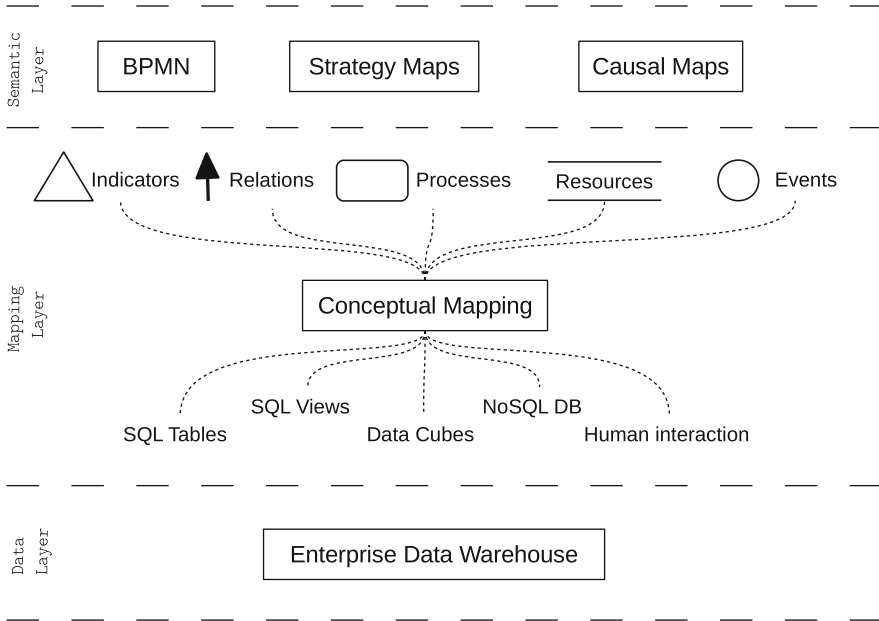 Semantic
Layer
BPMN
Strategy Maps
Causal Maps
Indicators
Relations
Processes
Resources
Events
Mapping
Layer
Conceptual Mapping
SQL Views
NoSQL DB
SQL Tables
Data Cubes
Human interaction
Data
Layer
Enterprise Data Warehouse